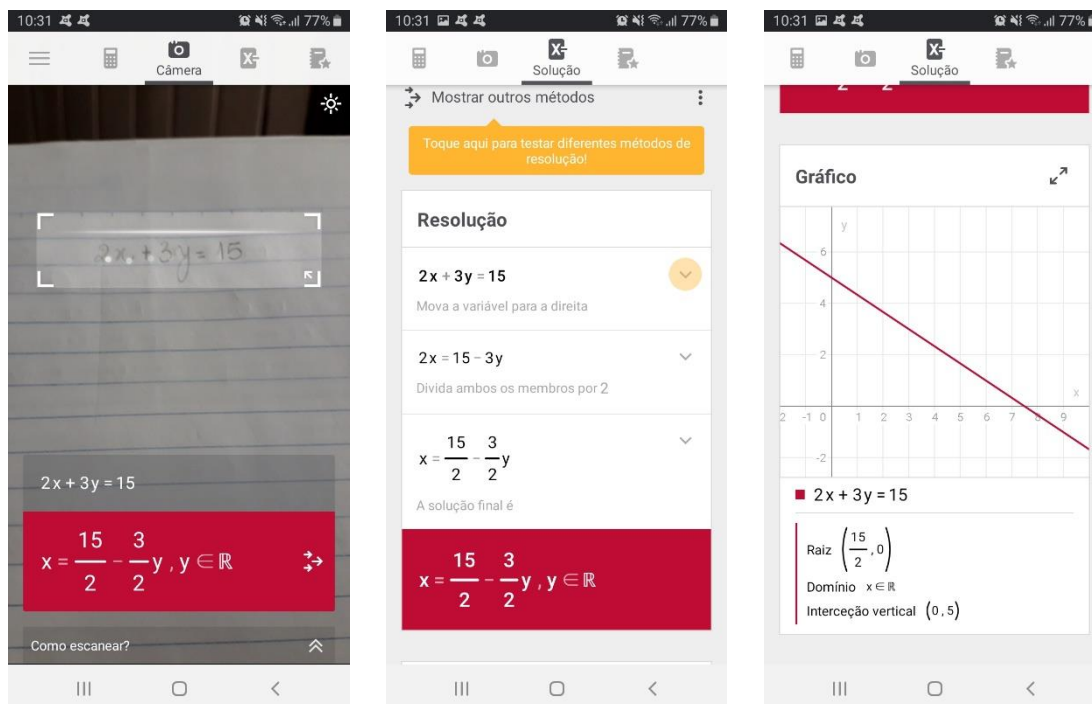 10:31 77%
Câmera
2x + 3y = 15
2x + 3y = 15
x = 15/2 - 3/2 y , y ∈ ℝ
Como escanear?
10:31 77%
Solução
Mostrar outros métodos
Toque aqui para testar diferentes métodos de
resolução!
Resolução
2x + 3y = 15
Mova a variável para a direita
2x = 15 - 3y
Divida ambos os membros por 2
x = 15/2 - 3/2 y
A solução final é
x = 15/2 - 3/2 y , y ∈ ℝ
10:31 77%
Solução
Gráfico
y
6
4
2
x
2 -1 0 1 2 3 4 5 6 7 8 9
-2
2x + 3y = 15
Raiz (15/2 , 0)
Domínio x ∈ ℝ
Interceção vertical (0 , 5)